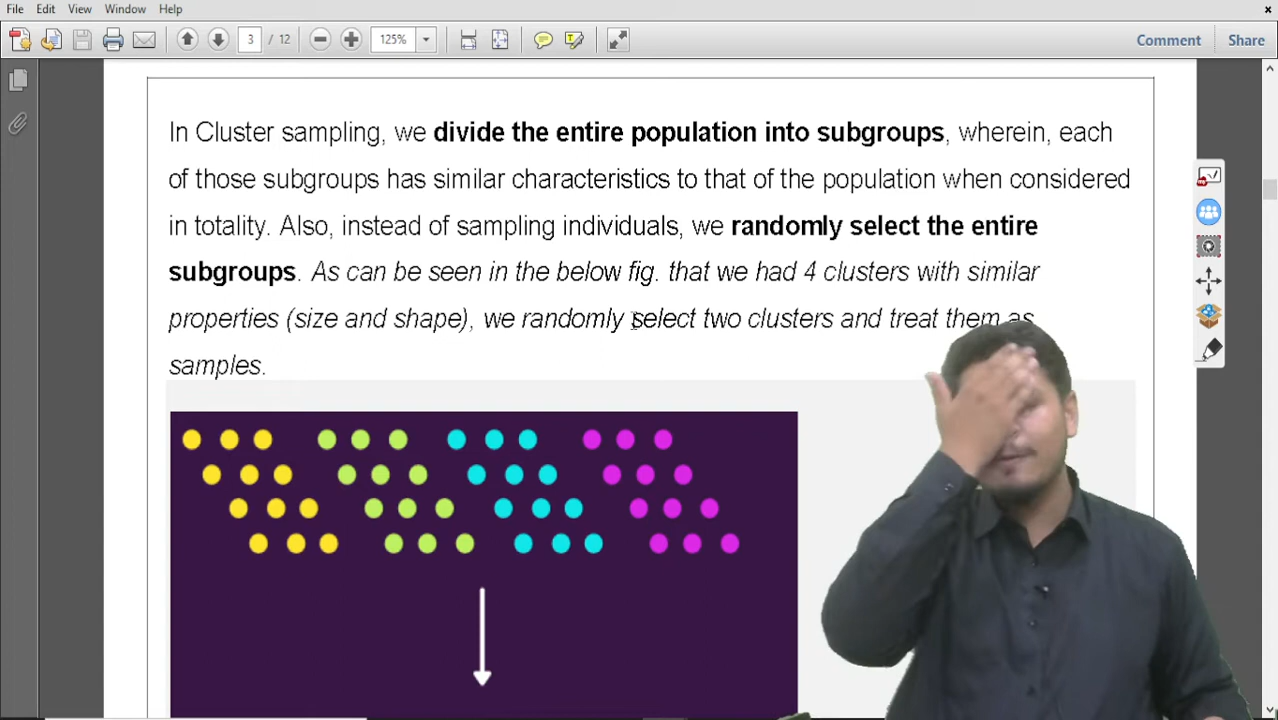 File Edit View Window Help ×
3 / 12 125% Comment Share
In Cluster sampling, we divide the entire population into subgroups, wherein, each
of those subgroups has similar characteristics to that of the population when considered
in totality. Also, instead of sampling individuals, we randomly select the entire
subgroups. As can be seen in the below fig. that we had 4 clusters with similar
properties (size and shape), we randomly select two clusters and treat them as
samples.